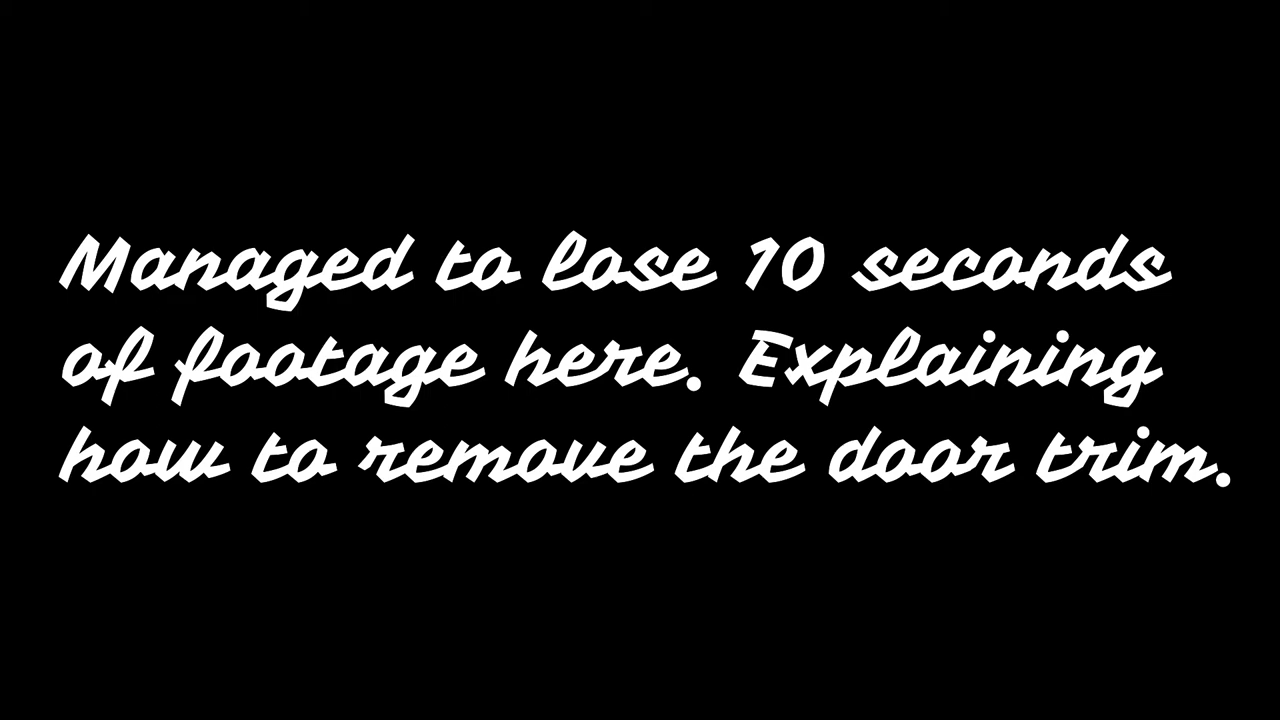 Managed to lose 10 seconds
of footage here. Explaining
how to remove the door trim.